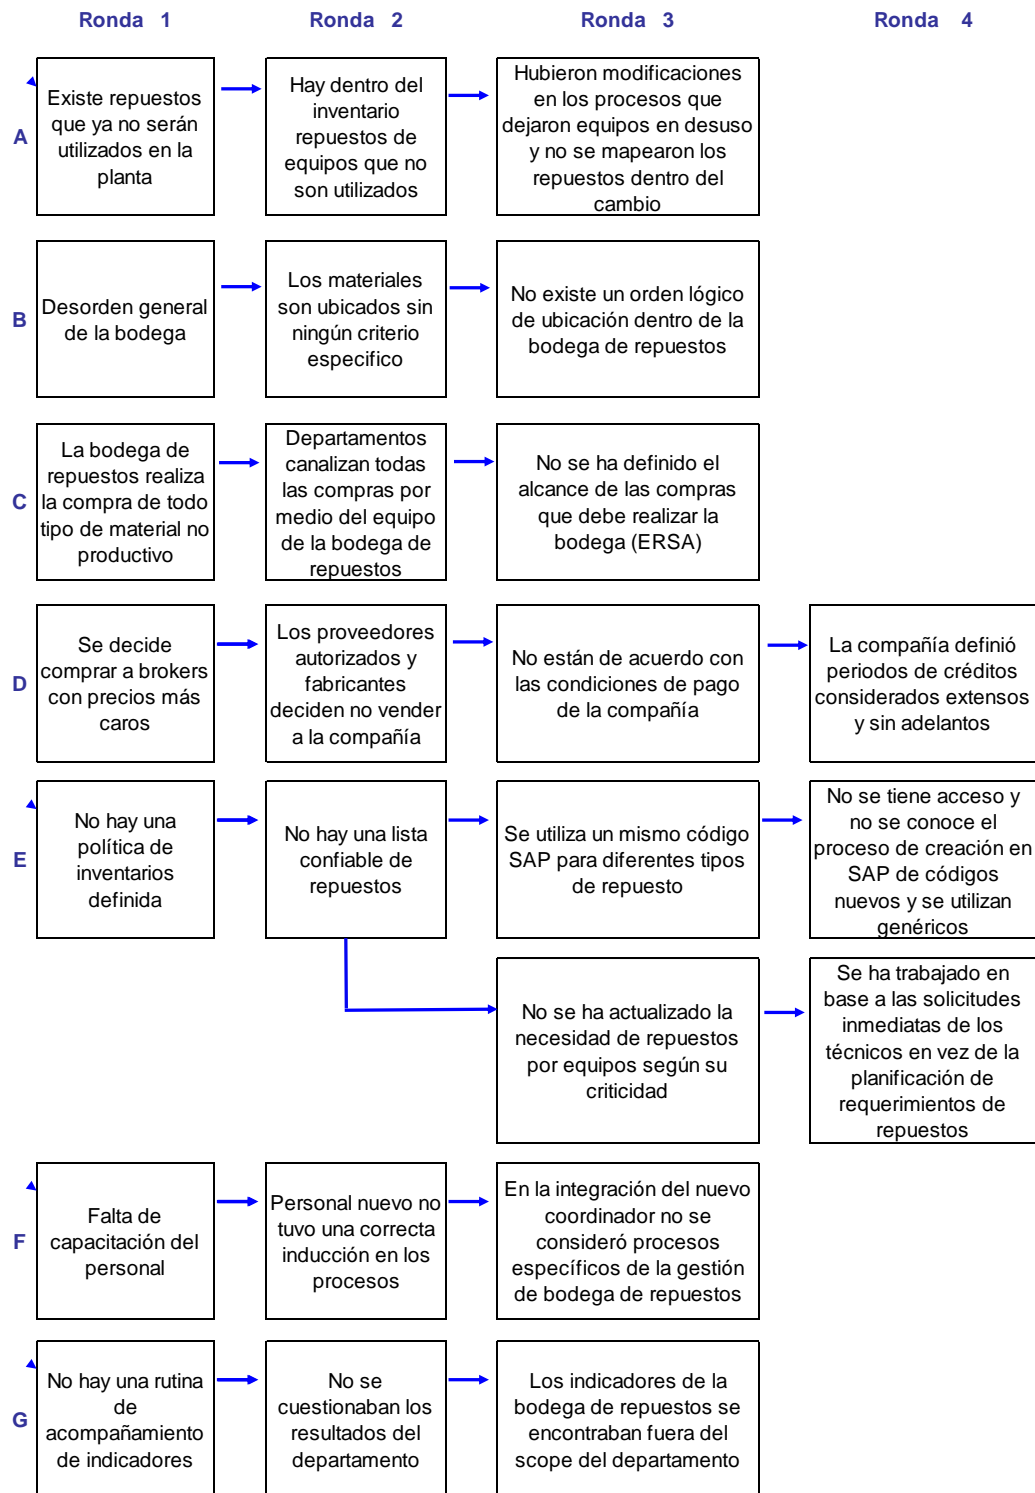 Ronda 1
Ronda 2
Ronda 3
Ronda 4
A
Existe repuestos
que ya no serán
utilizados en la
planta
Hay dentro del
inventario
repuestos de
equipos que no
son utilizados
Hubieron modificaciones
en los procesos que
dejaron equipos en desuso
y no se mapearon los
repuestos dentro del
cambio
B
Desorden general
de la bodega
Los materiales
son ubicados sin
ningún criterio
especifico
No existe un orden lógico
de ubicación dentro de la
bodega de repuestos
C
La bodega de
repuestos realiza
la compra de todo
tipo de material no
productivo
Departamentos
canalizan todas
las compras por
medio del equipo
de la bodega de
repuestos
No se ha definido el
alcance de las compras
que debe realizar la
bodega (ERSA)
D
Se decide
comprar a brokers
con precios más
caros
Los proveedores
autorizados y
fabricantes
deciden no vender
a la compañía
No están de acuerdo con
las condiciones de pago
de la compañía
La compañía definió
periodos de créditos
considerados extensos
y sin adelantos
E
No hay una
política de
inventarios
definida
No hay una lista
confiable de
repuestos
Se utiliza un mismo código
SAP para diferentes tipos
de repuesto
No se tiene acceso y
no se conoce el
proceso de creación en
SAP de códigos
nuevos y se utilizan
genéricos
No se ha actualizado la
necesidad de repuestos
por equipos según su
criticidad
Se ha trabajado en
base a las solicitudes
inmediatas de los
técnicos en vez de la
planificación de
requerimientos de
repuestos
F
Falta de
capacitación del
personal
Personal nuevo no
tuvo una correcta
inducción en los
procesos
En la integración del nuevo
coordinador no se
consideró procesos
específicos de la gestión
de bodega de repuestos
G
No hay una rutina
de
acompañamiento
de indicadores
No se
cuestionaban los
resultados del
departamento
Los indicadores de la
bodega de repuestos se
encontraban fuera del
scope del departamento